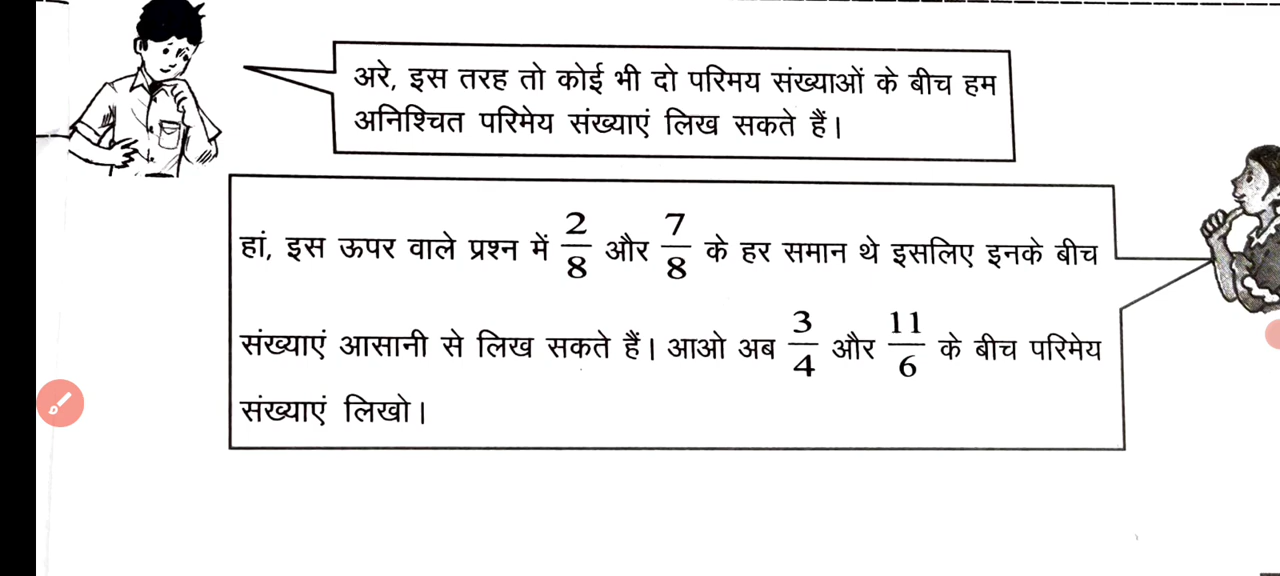 अरे, इस तरह तो कोई भी दो परिमय संख्याओं के बीच हम
अनिश्चित परिमेय संख्याएं लिख सकते हैं।
हां, इस ऊपर वाले प्रश्न में 2/8 और 7/8 के हर समान थे इसलिए इनके बीच
संख्याएं आसानी से लिख सकते हैं। आओ अब 3/4 और 11/6 के बीच परिमेय
संख्याएं लिखो।